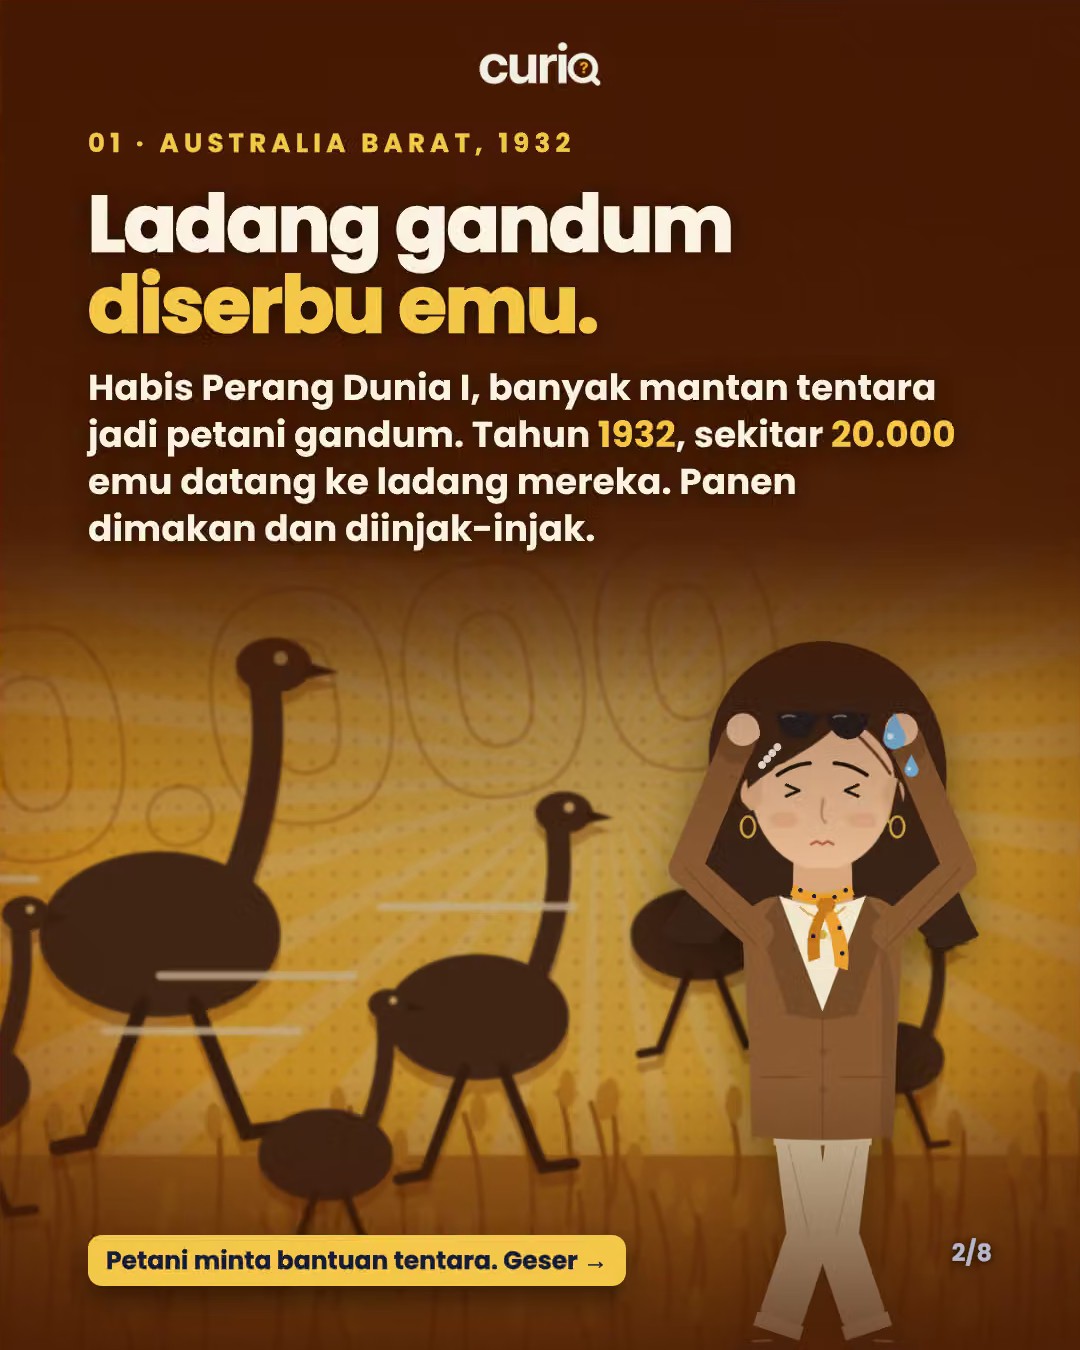 curiQ?
01 · AUSTRALIA BARAT, 1932
Ladang gandum
diserbu emu.
Habis Perang Dunia I, banyak mantan tentara
jadi petani gandum. Tahun 1932, sekitar 20.000
emu datang ke ladang mereka. Panen
dimakan dan diinjak-injak.
0.000
Petani minta bantuan tentara. Geser →
2/8